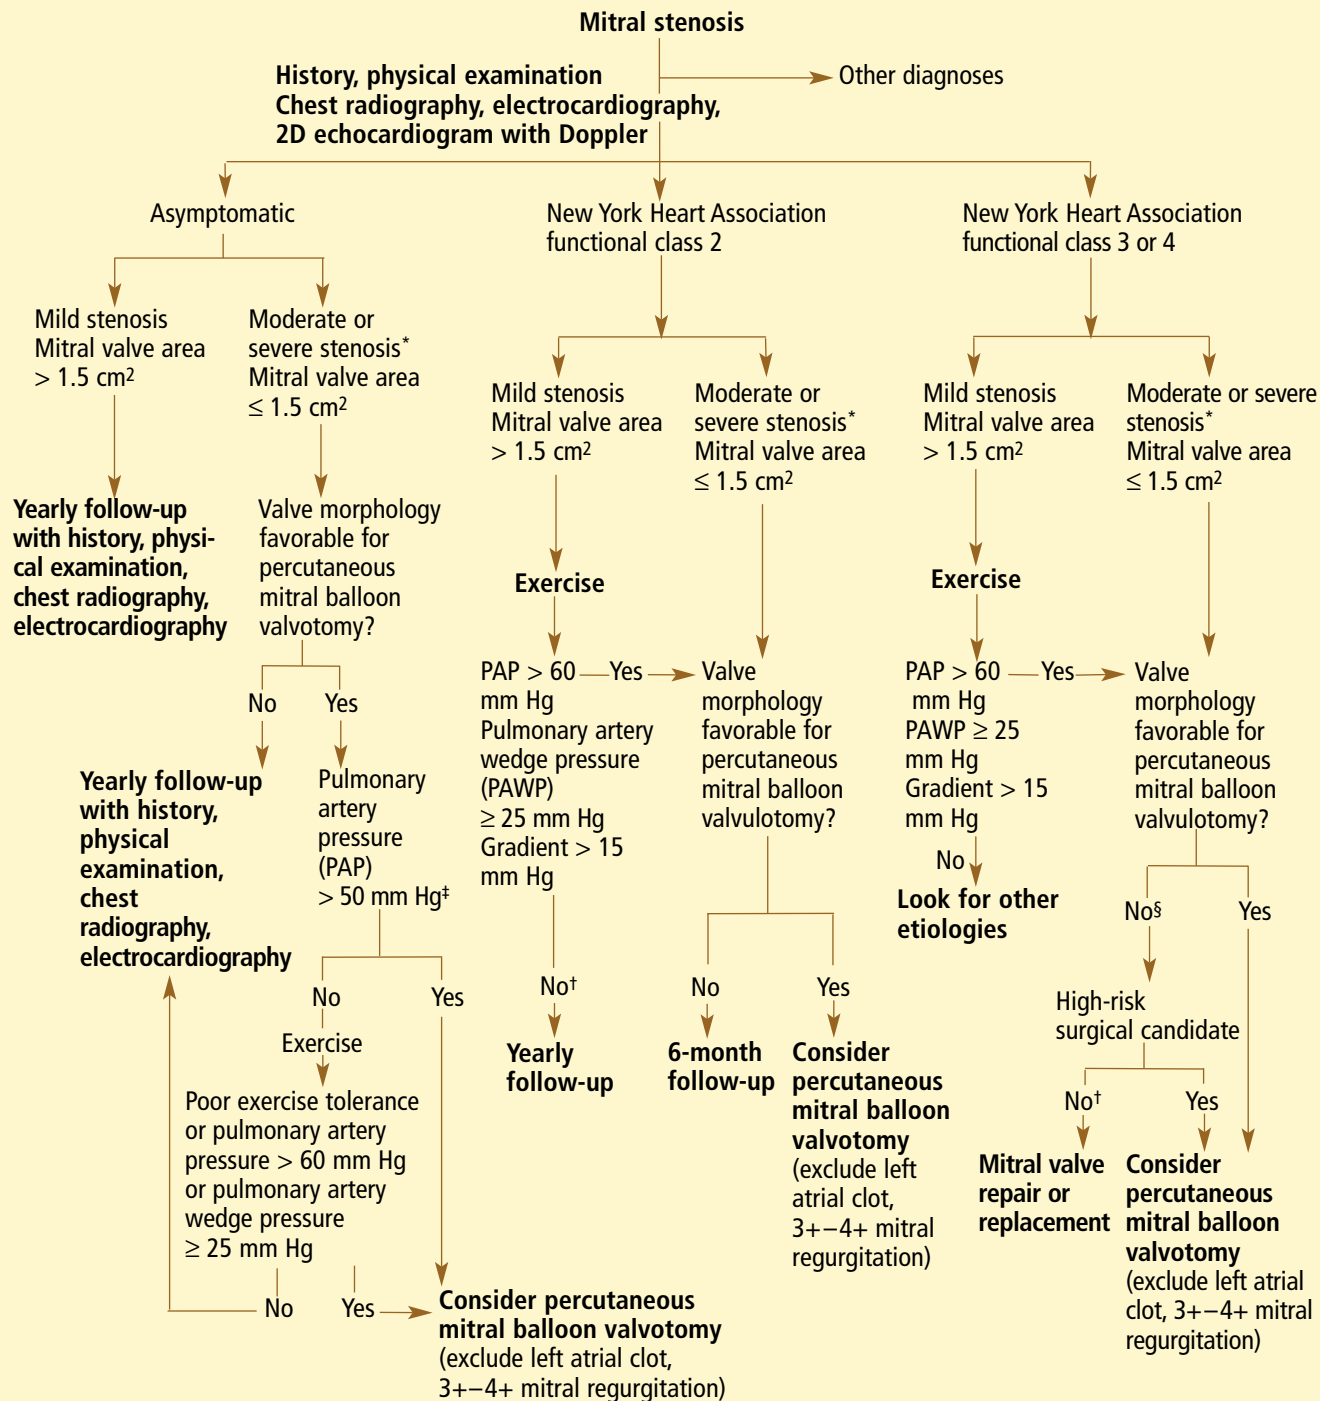 Mitral stenosis
History, physical examination
Chest radiography, electrocardiography,
2D echocardiogram with Doppler
Other diagnoses
Asymptomatic
Mild stenosis
Mitral valve area
> 1.5 cm²
Yearly follow-up
with history, physi-
cal examination,
chest radiography,
electrocardiography
Moderate or
severe stenosis*
Mitral valve area
≤ 1.5 cm²
Valve morphology
favorable for
percutaneous
mitral balloon
valvotomy?
No
Yes
Yearly follow-up
with history,
physical
examination,
chest
radiography,
electrocardiography
Pulmonary
artery
pressure
(PAP)
> 50 mm Hg‡
No
Yes
Exercise
Poor exercise tolerance
or pulmonary artery
pressure > 60 mm Hg
or pulmonary artery
wedge pressure
≥ 25 mm Hg
No
Yes
Consider percutaneous
mitral balloon valvotomy
(exclude left atrial clot,
3+–4+ mitral regurgitation)
New York Heart Association
functional class 2
Mild stenosis
Mitral valve area
> 1.5 cm²
Exercise
PAP > 60
mm Hg
Pulmonary artery
wedge pressure
(PAWP)
≥ 25 mm Hg
Gradient > 15
mm Hg
Yes
No†
Yearly
follow-up
Moderate or
severe stenosis*
Mitral valve area
≤ 1.5 cm²
Valve
morphology
favorable for
percutaneous
mitral balloon
valvulotomy?
No
Yes
6-month
follow-up
Consider
percutaneous
mitral balloon
valvotomy
(exclude left
atrial clot,
3+–4+ mitral
regurgitation)
New York Heart Association
functional class 3 or 4
Mild stenosis
Mitral valve area
> 1.5 cm²
Exercise
PAP > 60
mm Hg
PAWP ≥ 25
mm Hg
Gradient > 15
mm Hg
Yes
No
Look for other
etiologies
Moderate or severe
stenosis*
Mitral valve area
≤ 1.5 cm²
Valve
morphology
favorable for
percutaneous
mitral balloon
valvulotomy?
No§
Yes
High-risk
surgical candidate
No†
Yes
Mitral valve
repair or
replacement
Consider
percutaneous
mitral balloon
valvotomy
(exclude left atrial
clot, 3+–4+ mitral
regurgitation)